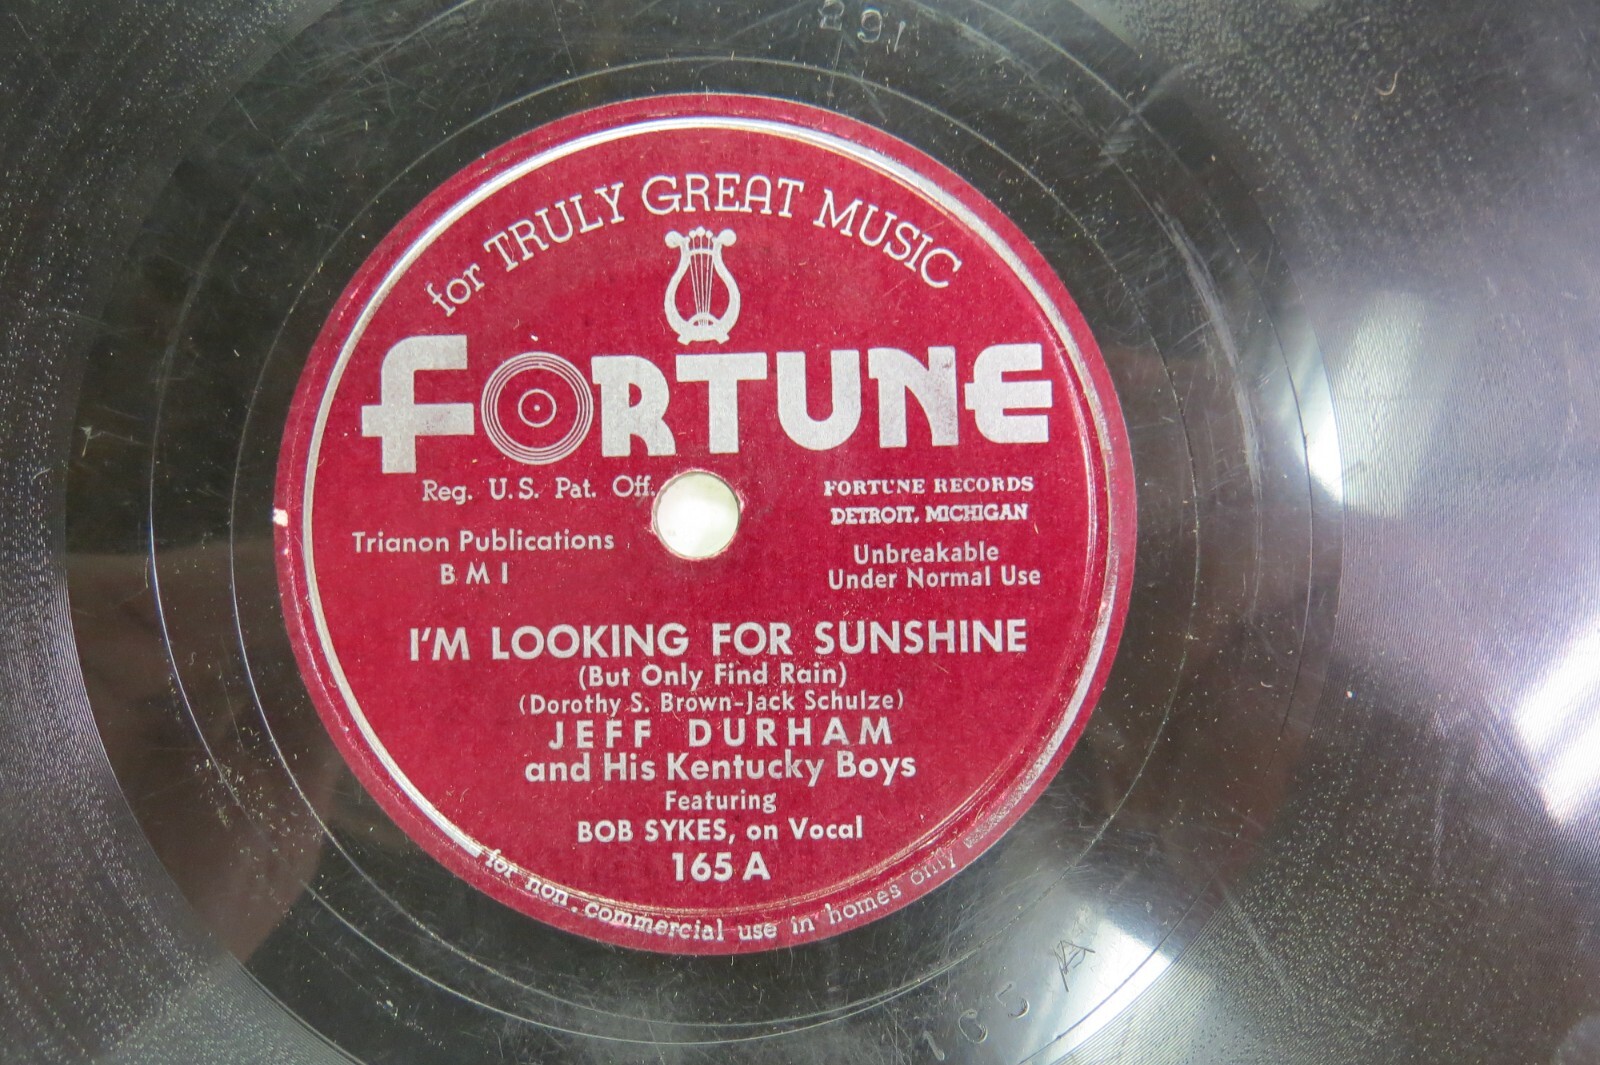 291
for TRULY GREAT MUSIC
FORTUNE
Reg. U.S. Pat. Off.
FORTUNE RECORDS
DETROIT, MICHIGAN
Trianon Publications
BMI
Unbreakable
Under Normal Use
I'M LOOKING FOR SUNSHINE
(But Only Find Rain)
(Dorothy S. Brown-Jack Schulze)
JEFF DURHAM
and His Kentucky Boys
Featuring
BOB SYKES, on Vocal
165 A
for non. commercial use in homes only
165 A